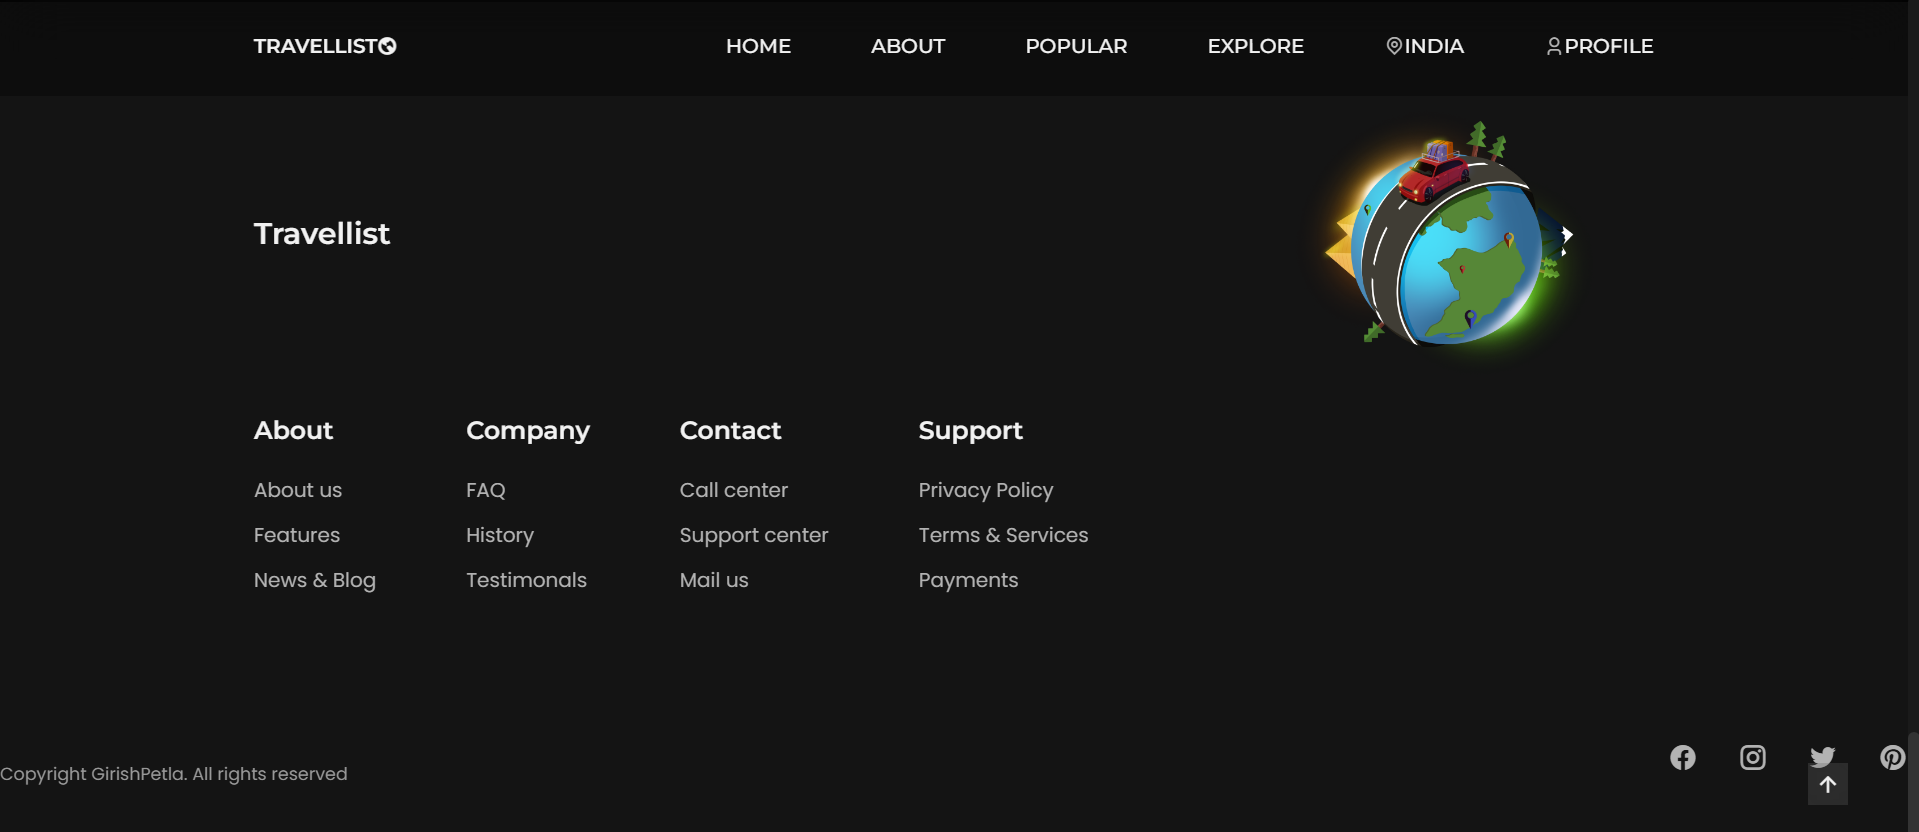 TRAVELLIST
HOME
ABOUT
POPULAR
EXPLORE
INDIA
PROFILE
Travellist
About
About us
Features
News & Blog
Company
FAQ
History
Testimonals
Contact
Call center
Support center
Mail us
Support
Privacy Policy
Terms & Services
Payments
Copyright GirishPetla. All rights reserved